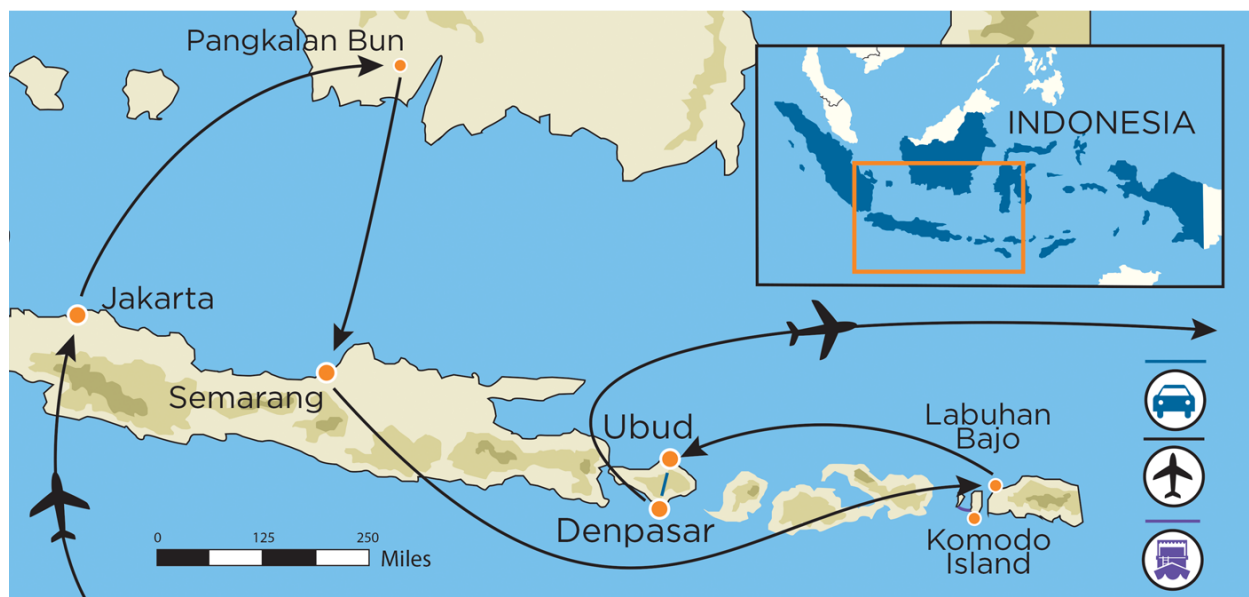 Pangkalan Bun
INDONESIA
Jakarta
Semarang
Ubud
Labuhan
Bajo
Denpasar
Komodo
Island
0 125 250
Miles